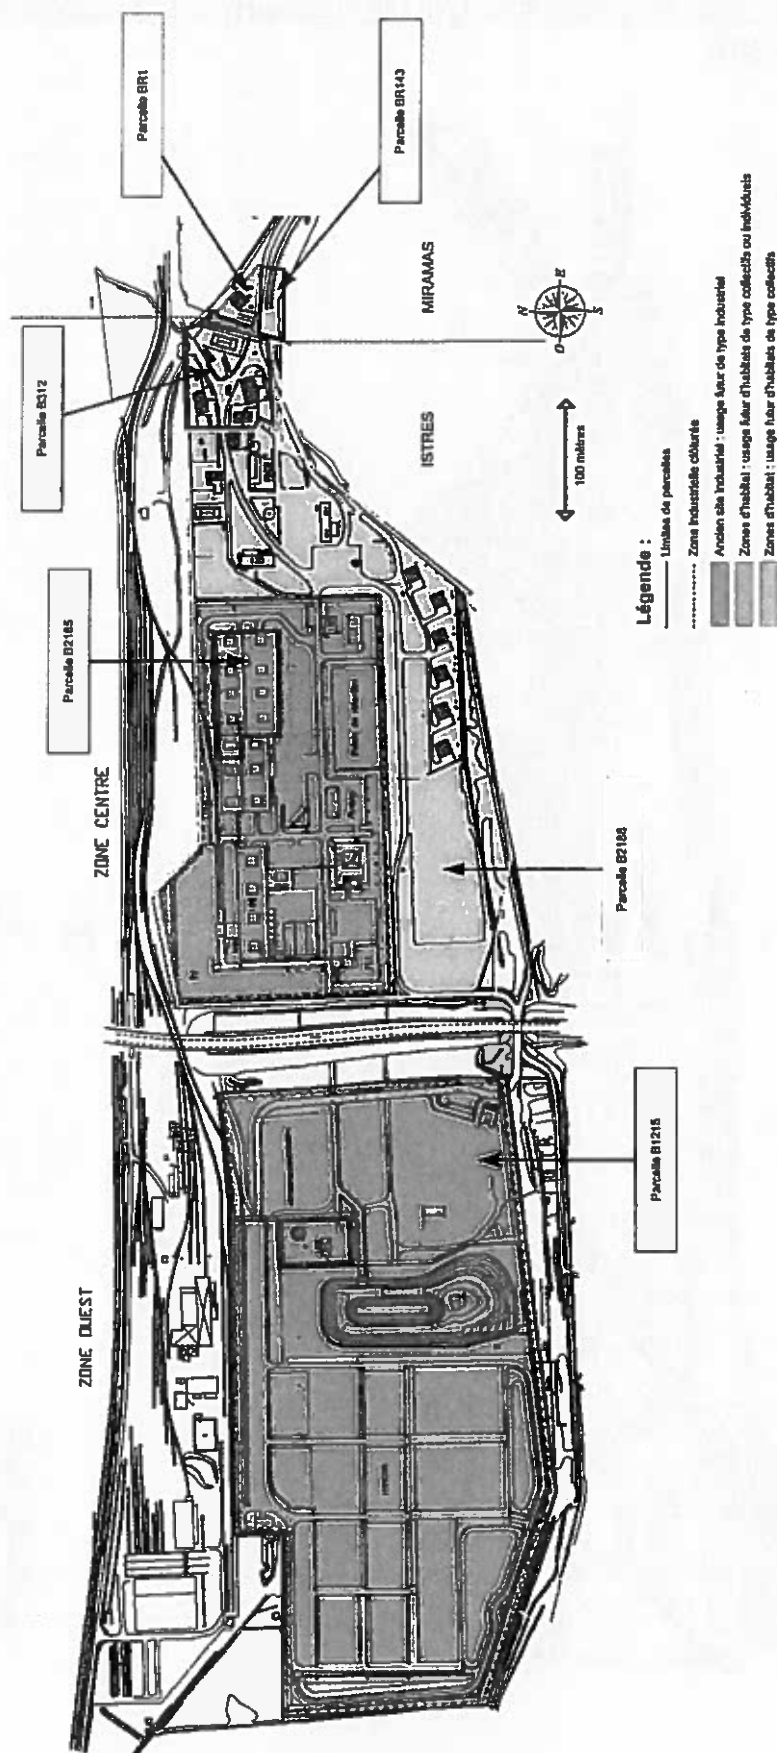 Parcelle BR1
Parcelle BR143
Parcelle B312
Parcelle B2185
Parcelle B2188
Parcelle B1215
ZONE CENTRE
ZONE OUEST
MIRAMAS
ISTRES
N
E
S
O
100 mètres
Légende :
Limites de parcelles
Zone industrielle clôturée
Ancien site industriel : usage futur de type industriel
Zones d'habitat : usage futur d'habitats de type collectifs ou individuels
Zones d'habitat : usage futur d'habitats de type collectifs